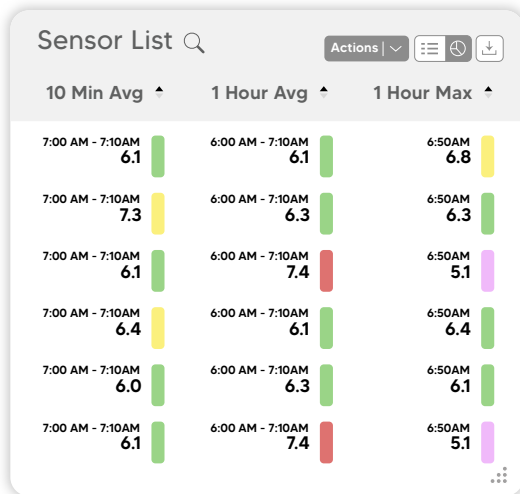 Sensor List
Actions
10 Min Avg 1 Hour Avg 1 Hour Max
7:00 AM - 7:10AM 6:00 AM - 7:10AM 6:50AM
6.1 6.1 6.8
7:00 AM - 7:10AM 6:00 AM - 7:10AM 6:50AM
7.3 6.3 6.3
7:00 AM - 7:10AM 6:00 AM - 7:10AM 6:50AM
6.1 7.4 5.1
7:00 AM - 7:10AM 6:00 AM - 7:10AM 6:50AM
6.4 6.1 6.4
7:00 AM - 7:10AM 6:00 AM - 7:10AM 6:50AM
6.0 6.3 6.1
7:00 AM - 7:10AM 6:00 AM - 7:10AM 6:50AM
6.1 7.4 5.1